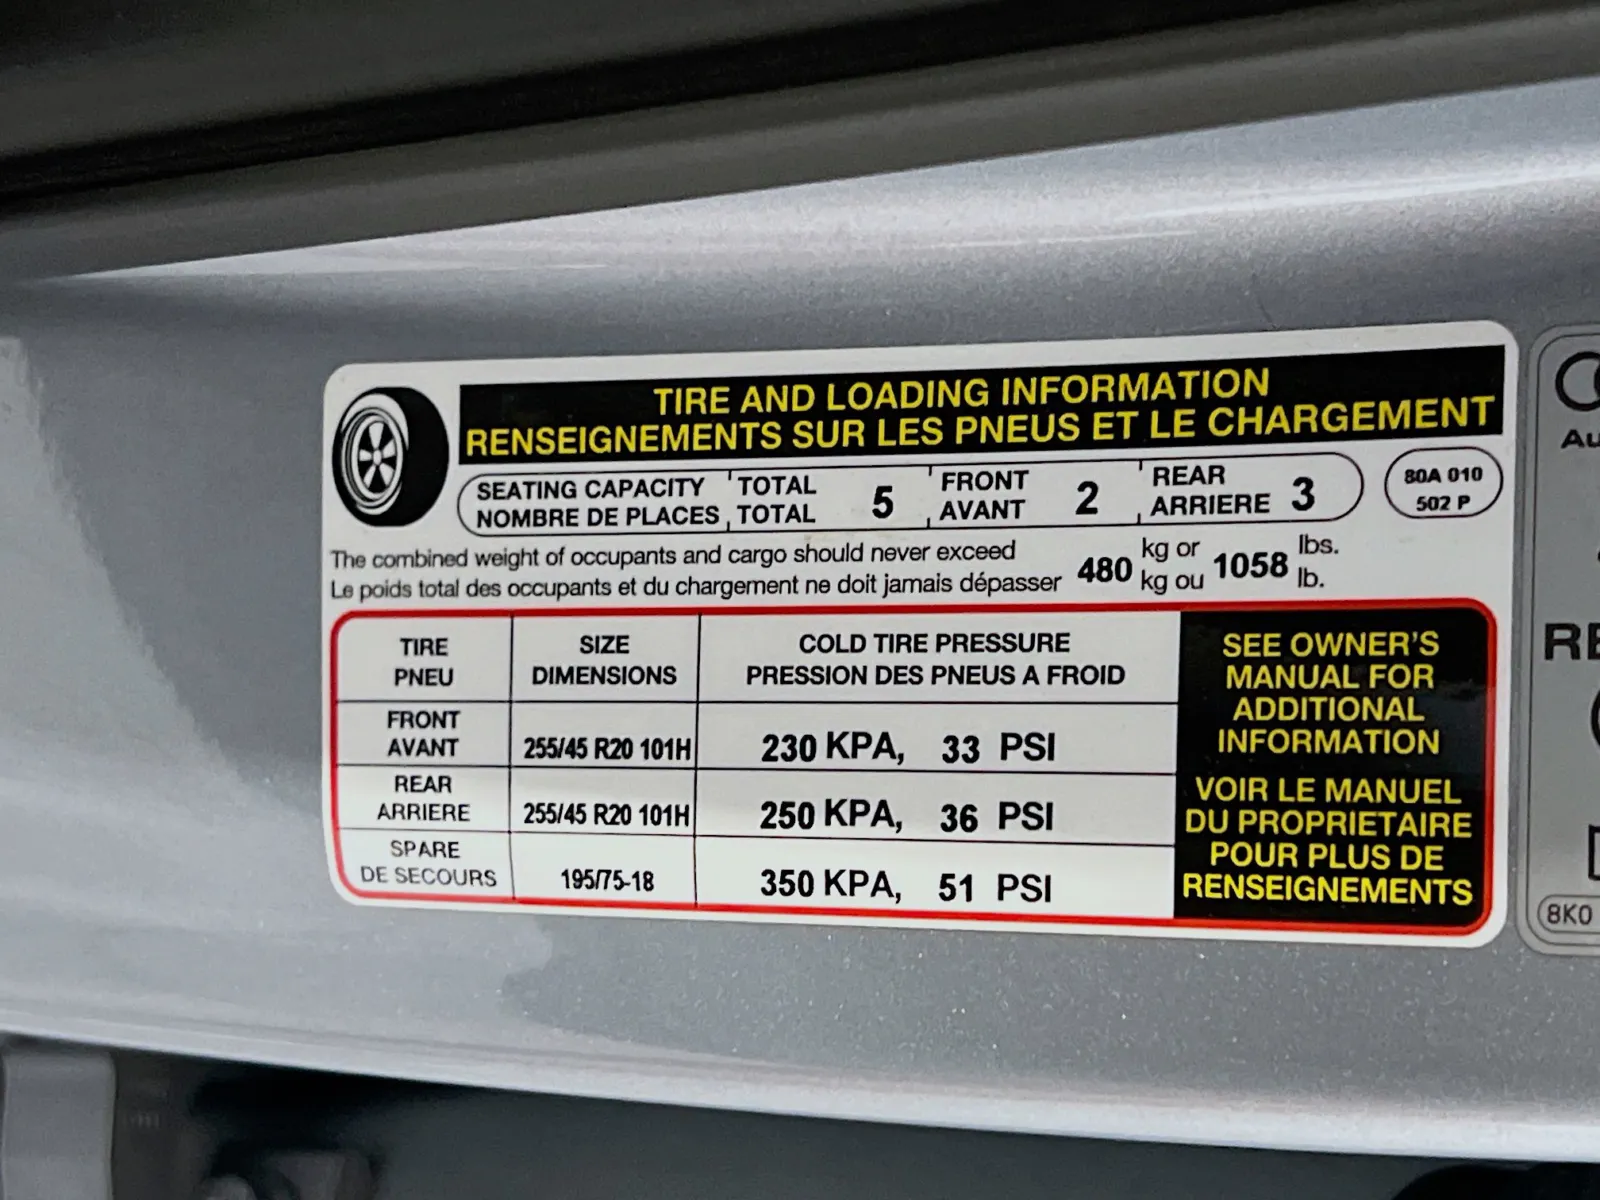 TIRE AND LOADING INFORMATION
RENSEIGNEMENTS SUR LES PNEUS ET LE CHARGEMENT
SEATING CAPACITY TOTAL 5 FRONT 2 REAR 3
NOMBRE DE PLACES TOTAL AVANT ARRIERE
80A 010
502 P
The combined weight of occupants and cargo should never exceed 480 kg or 1058 lbs.
Le poids total des occupants et du chargement ne doit jamais dépasser kg ou lb.
TIRE SIZE COLD TIRE PRESSURE
PNEU DIMENSIONS PRESSION DES PNEUS A FROID
FRONT
AVANT 255/45 R20 101H 230 KPA, 33 PSI
REAR
ARRIERE 255/45 R20 101H 250 KPA, 36 PSI
SPARE
DE SECOURS 195/75-18 350 KPA, 51 PSI
SEE OWNER'S
MANUAL FOR
ADDITIONAL
INFORMATION
VOIR LE MANUEL
DU PROPRIETAIRE
POUR PLUS DE
RENSEIGNEMENTS
8K0